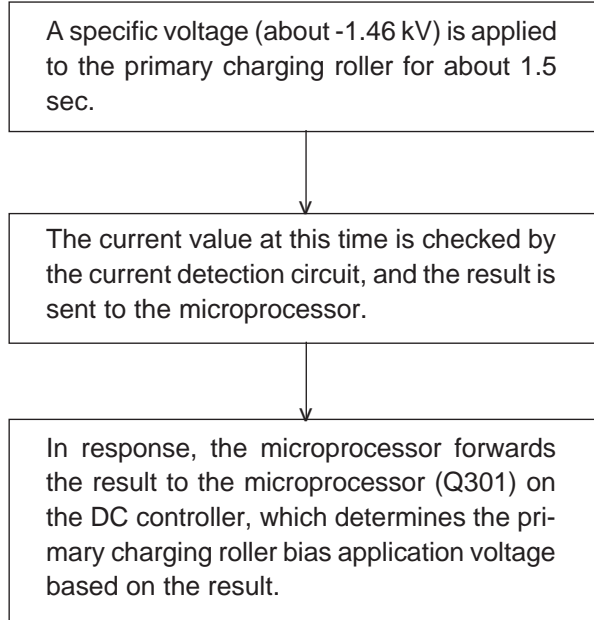 A specific voltage (about -1.46 kV) is applied
to the primary charging roller for about 1.5
sec.
The current value at this time is checked by
the current detection circuit, and the result is
sent to the microprocessor.
In response, the microprocessor forwards
the result to the microprocessor (Q301) on
the DC controller, which determines the pri-
mary charging roller bias application voltage
based on the result.